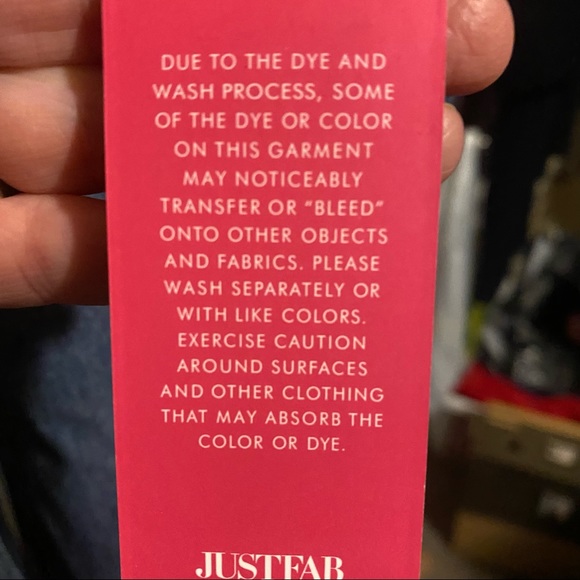 DUE TO THE DYE AND
WASH PROCESS, SOME
OF THE DYE OR COLOR
ON THIS GARMENT
MAY NOTICEABLY
TRANSFER OR "BLEED"
ONTO OTHER OBJECTS
AND FABRICS. PLEASE
WASH SEPARATELY OR
WITH LIKE COLORS.
EXERCISE CAUTION
AROUND SURFACES
AND OTHER CLOTHING
THAT MAY ABSORB THE
COLOR OR DYE.
JUSTFAB